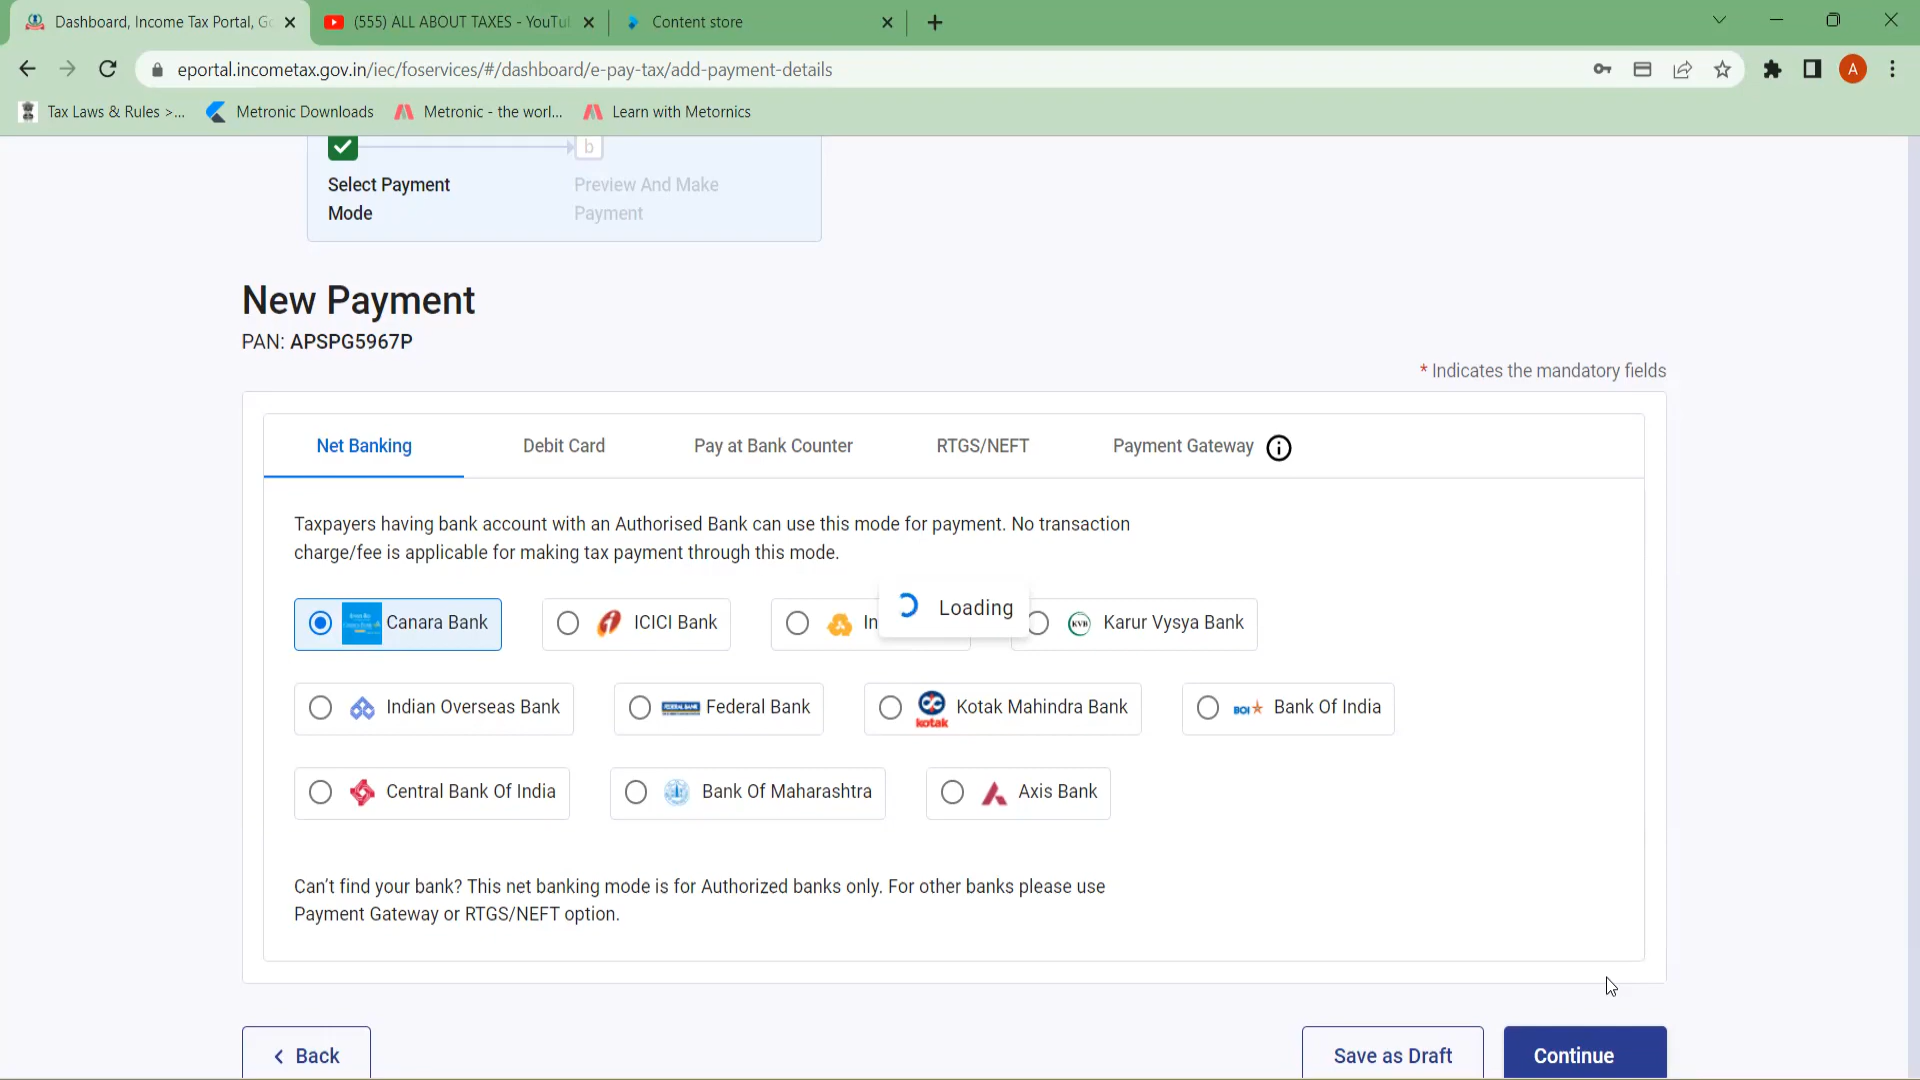 Dashboard, Income Tax Portal, Go
(555) ALL ABOUT TAXES - YouTu
Content store
eportal.incometax.gov.in/iec/foservices/#/dashboard/e-pay-tax/add-payment-details
A
Tax Laws & Rules >...
Metronic Downloads
Metronic - the worl...
Learn with Metornics
b
Select Payment
Mode
Preview And Make
Payment
New Payment
PAN: APSPG5967P
* Indicates the mandatory fields
Net Banking
Debit Card
Pay at Bank Counter
RTGS/NEFT
Payment Gateway
Taxpayers having bank account with an Authorised Bank can use this mode for payment. No transaction
charge/fee is applicable for making tax payment through this mode.
Canara Bank
ICICI Bank
In
Loading
KVB
Karur Vysya Bank
Indian Overseas Bank
FEDERAL BANK
Federal Bank
kotak
Kotak Mahindra Bank
BOI
Bank Of India
Central Bank Of India
Bank Of Maharashtra
Axis Bank
Can't find your bank? This net banking mode is for Authorized banks only. For other banks please use
Payment Gateway or RTGS/NEFT option.
< Back
Save as Draft
Continue